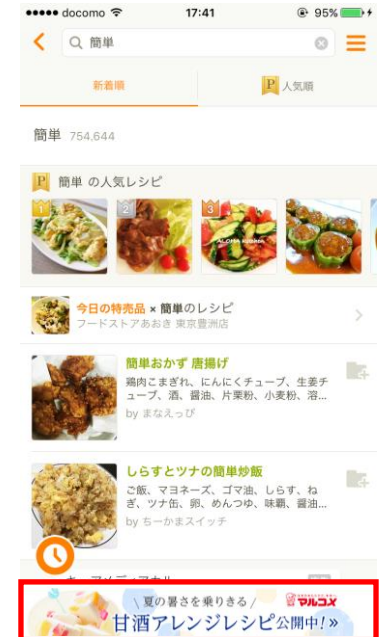 docomo 17:41 95%
簡単
新着順 人気順
簡単 754,644
簡単 の人気レシピ
1 2 3
ALOHA Kitchen
今日の特売品 × 簡単のレシピ
フードストアあおき 東京豊洲店
簡単おかず 唐揚げ
鶏肉こまぎれ、にんにくチューブ、生姜チ
ューブ、酒、醤油、片栗粉、小麦粉、溶...
by まなえっぴ
しらすとツナの簡単炒飯
ご飯、マヨネーズ、ゴマ油、しらす、ね
ぎ、ツナ缶、卵、めんつゆ、味覇、醤油...
by ちーかまスイッチ
\ 夏の暑さを乗りきる / マルコメ
甘酒アレンジレシピ公開中!»